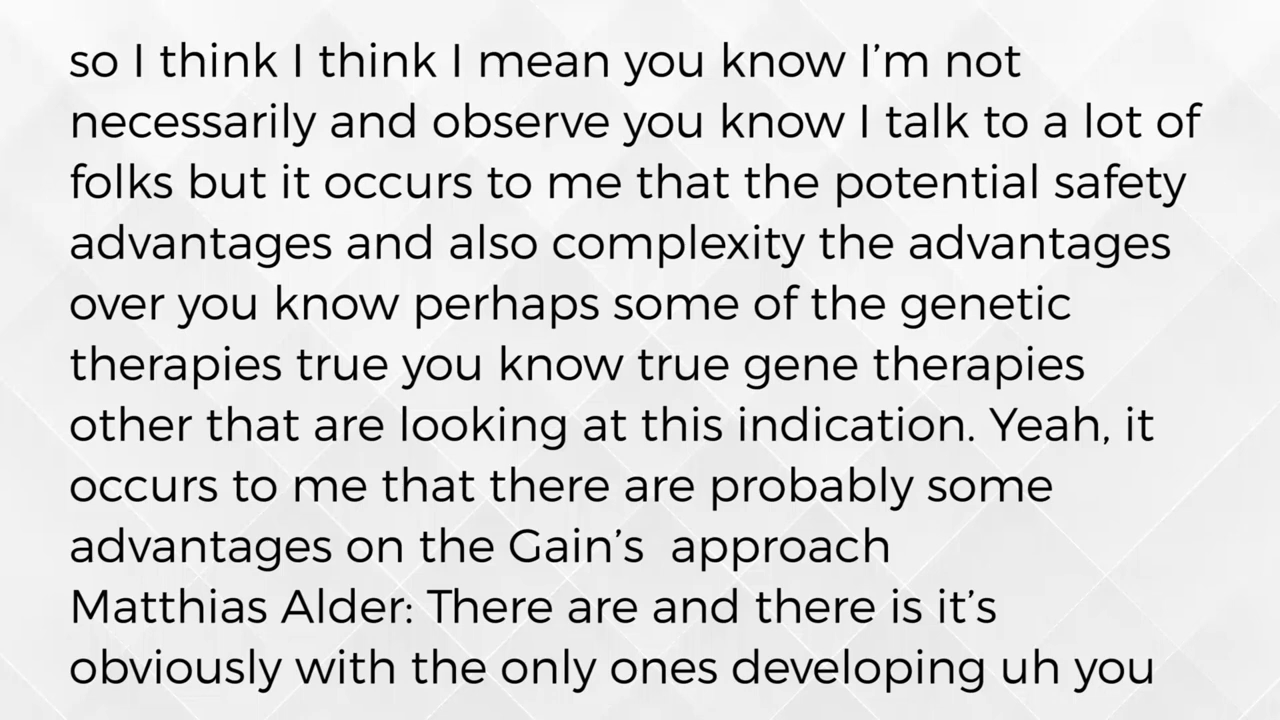 so I think I think I mean you know I’m not
necessarily and observe you know I talk to a lot of
folks but it occurs to me that the potential safety
advantages and also complexity the advantages
over you know perhaps some of the genetic
therapies true you know true gene therapies
other that are looking at this indication. Yeah, it
occurs to me that there are probably some
advantages on the Gain’s  approach
Matthias Alder: There are and there is it’s
obviously with the only ones developing uh you